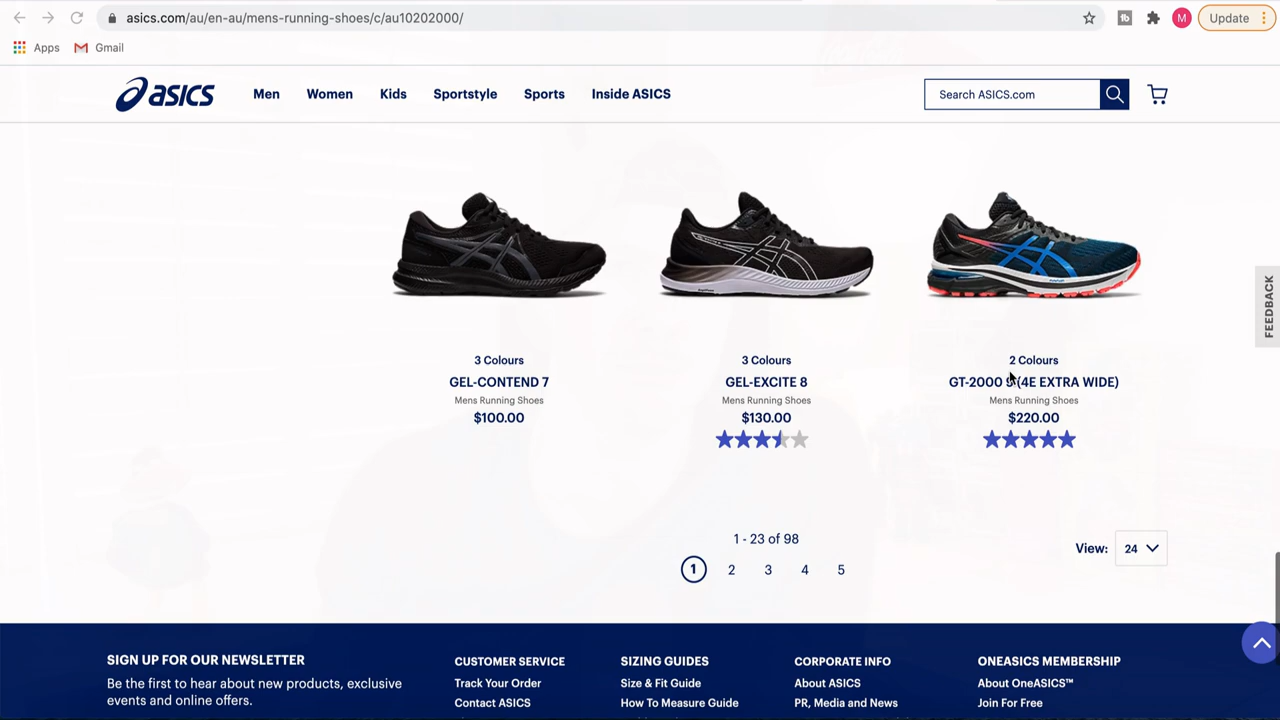 asics.com/au/en-au/mens-running-shoes/c/au10202000/
M
Update
Apps
Gmail
asics
Men
Women
Kids
Sportstyle
Sports
Inside ASICS
Search ASICS.com
FEEDBACK
3 Colours
GEL-CONTEND 7
Mens Running Shoes
$100.00
3 Colours
GEL-EXCITE 8
Mens Running Shoes
$130.00
2 Colours
GT-2000 9 (4E EXTRA WIDE)
Mens Running Shoes
$220.00
1 - 23 of 98
1 2 3 4 5
View: 24
SIGN UP FOR OUR NEWSLETTER
Be the first to hear about new products, exclusive
events and online offers.
CUSTOMER SERVICE
Track Your Order
Contact ASICS
SIZING GUIDES
Size & Fit Guide
How To Measure Guide
CORPORATE INFO
About ASICS
PR, Media and News
ONEASICS MEMBERSHIP
About OneASICS™
Join For Free